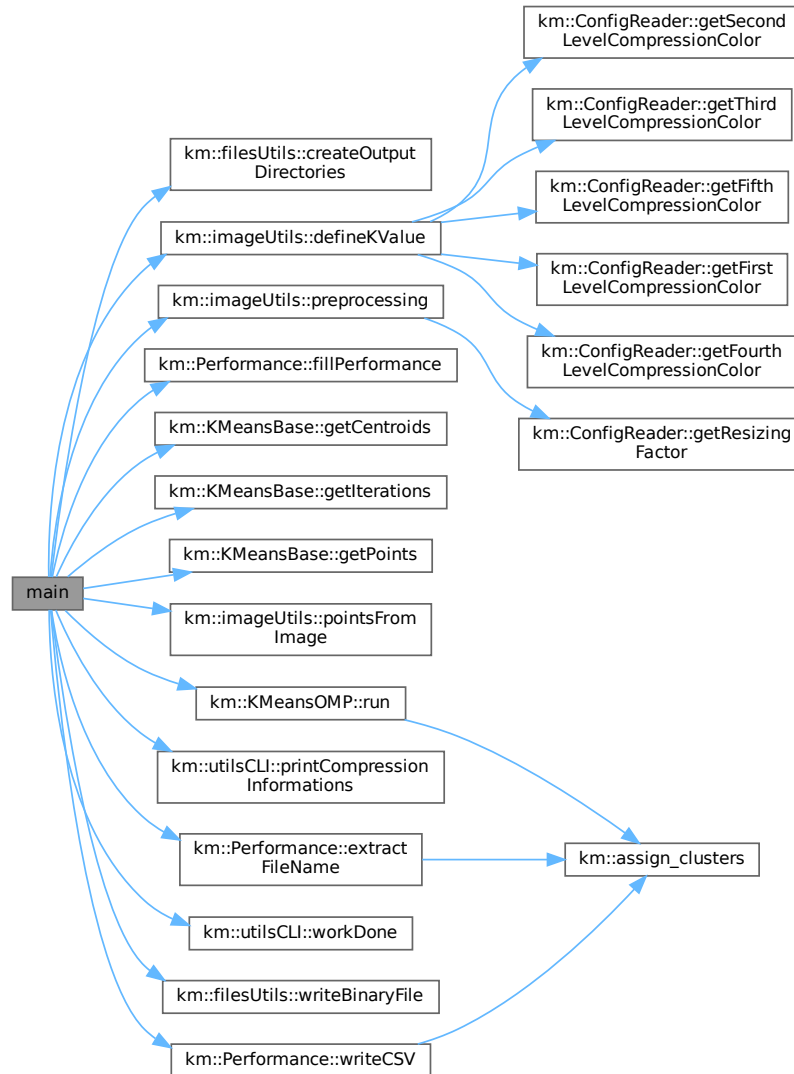 main
km::filesUtils::createOutput
Directories
km::imageUtils::defineKValue
km::imageUtils::preprocessing
km::Performance::fillPerformance
km::KMeansBase::getCentroids
km::KMeansBase::getIterations
km::KMeansBase::getPoints
km::imageUtils::pointsFrom
Image
km::KMeansOMP::run
km::utilsCLI::printCompression
Informations
km::Performance::extract
FileName
km::utilsCLI::workDone
km::filesUtils::writeBinaryFile
km::Performance::writeCSV
km::ConfigReader::getSecond
LevelCompressionColor
km::ConfigReader::getThird
LevelCompressionColor
km::ConfigReader::getFifth
LevelCompressionColor
km::ConfigReader::getFirst
LevelCompressionColor
km::ConfigReader::getFourth
LevelCompressionColor
km::ConfigReader::getResizing
Factor
km::assign_clusters